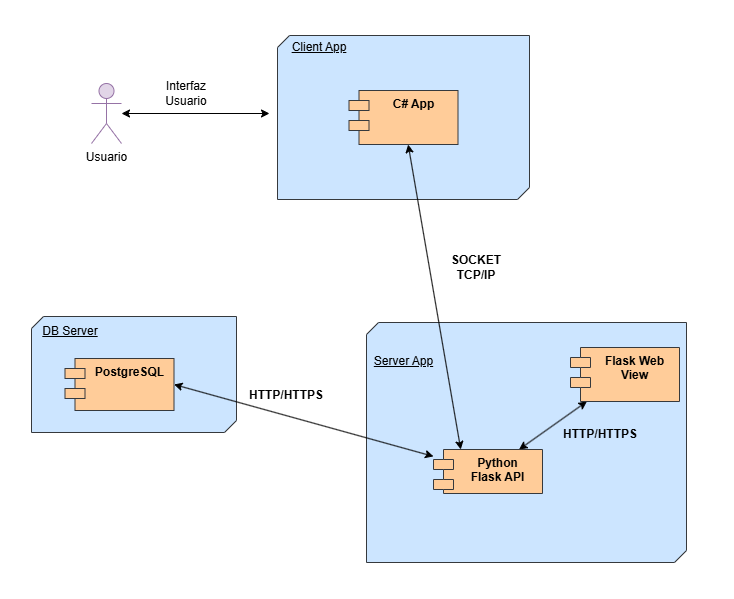 Client App
C# App
Interfaz
Usuario
Usuario
SOCKET
TCP/IP
DB Server
PostgreSQL
HTTP/HTTPS
Server App
Flask Web
View
HTTP/HTTPS
Python
Flask API